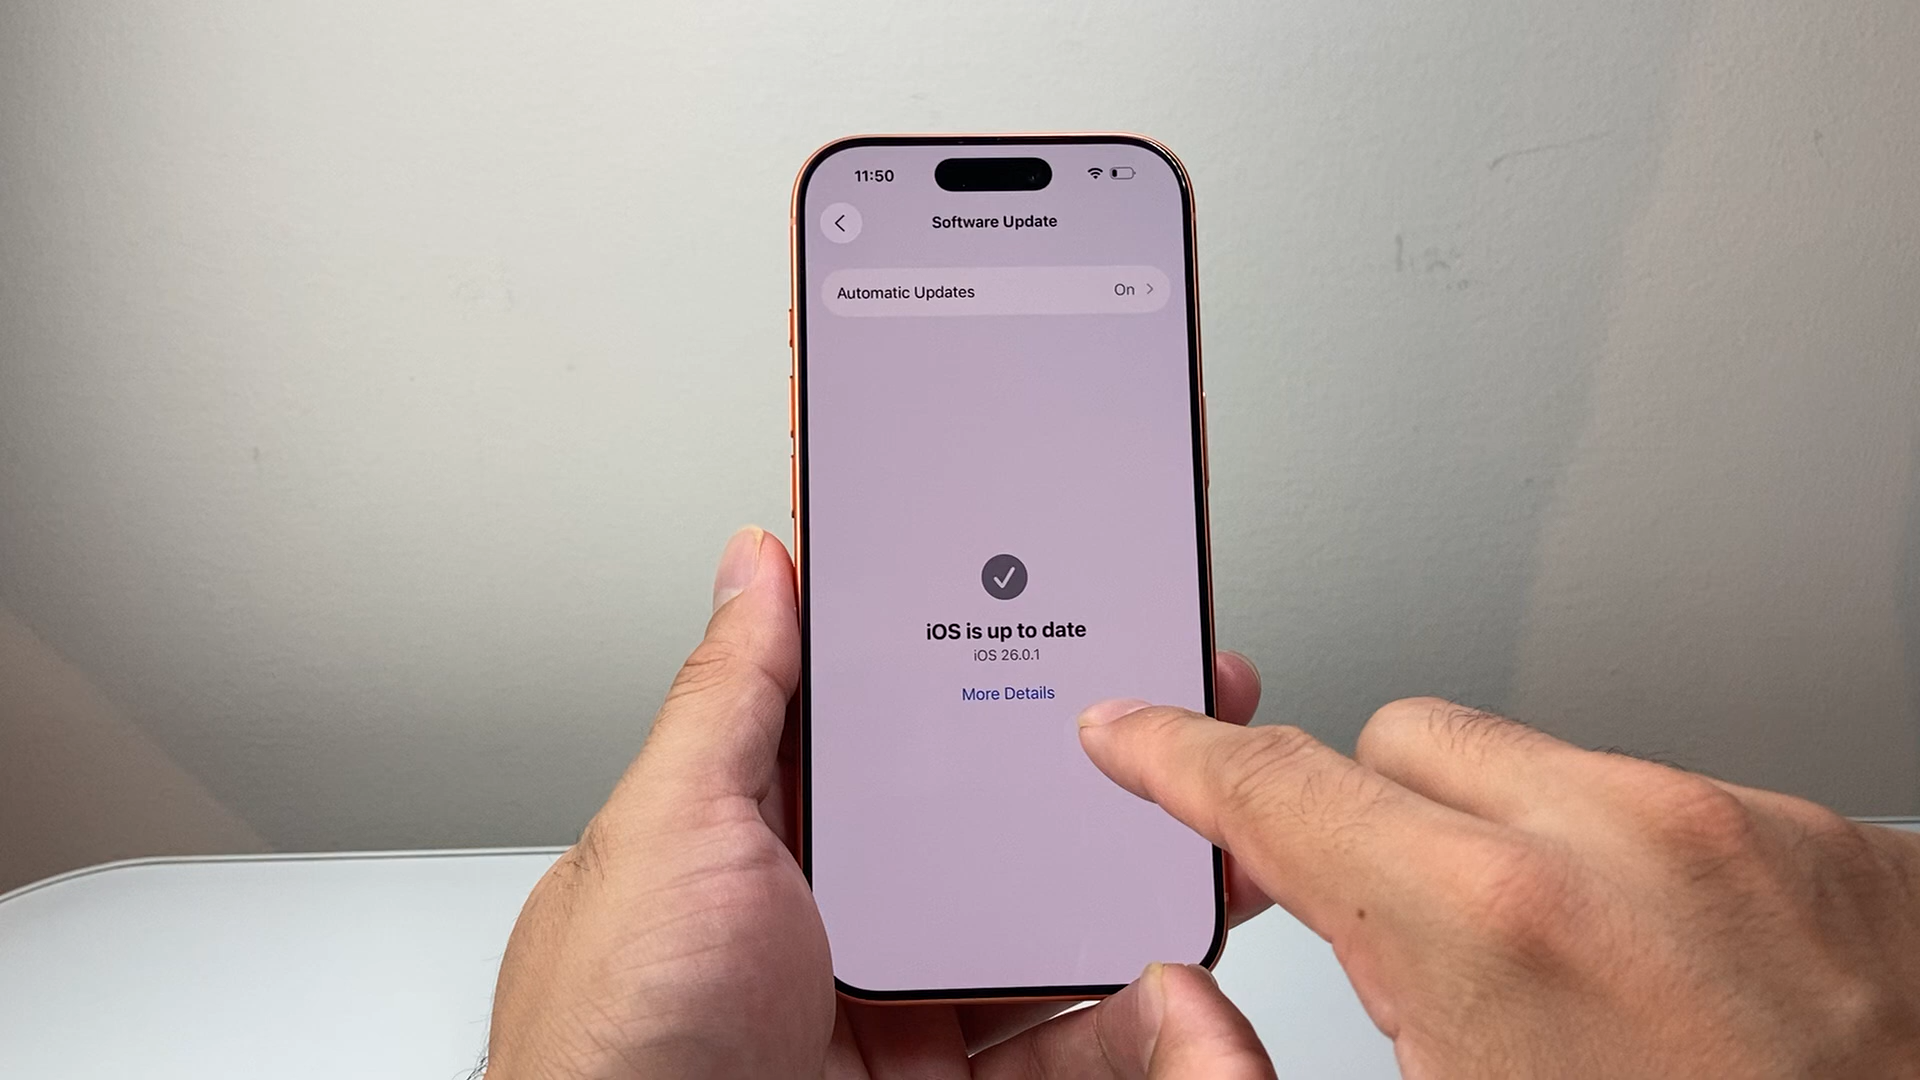 11:50
Software Update
Automatic Updates On
iOS is up to date
iOS 26.0.1
More Details